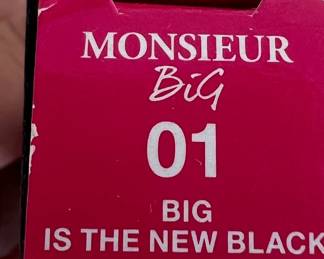 MONSIEUR
BiG
01
BIG
IS THE NEW BLACK